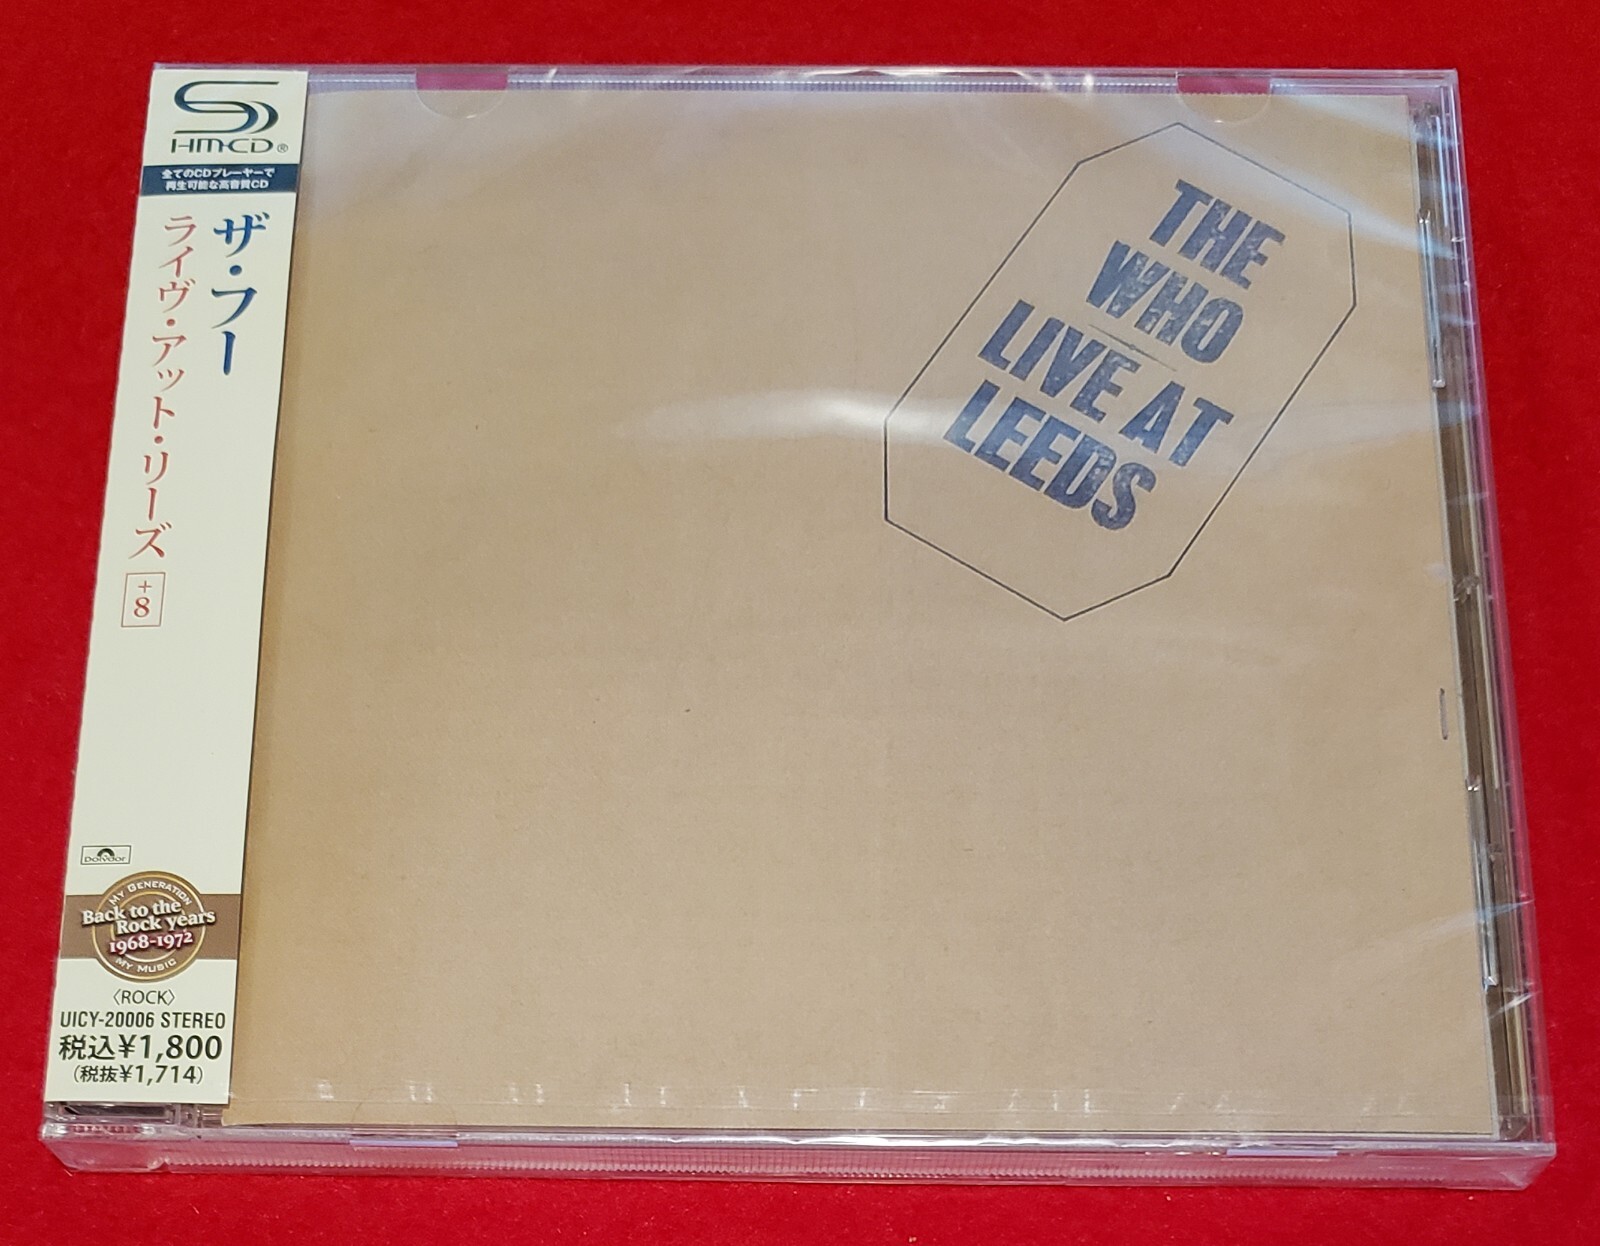 SHM-CD®
全てのCDプレーヤーで
再生可能な高音質CD
ザ・フー
ライヴ・アット・リーズ
+8
polydor
MY GENERATION
Back to the
Rock years
1968-1972
MY MUSIC
〈ROCK〉
UICY-20006 STEREO
税込¥1,800
(税抜¥1,714)
THE
WHO
LIVE AT
LEEDS